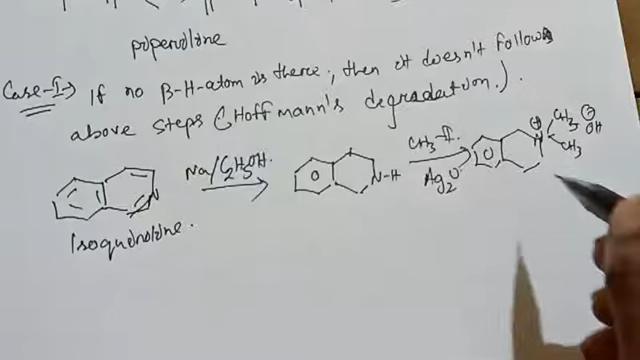 piperidine
Case-I→ If no β-H-atom is there, then it doesn't follow
above steps (Hoffmann's degradation.)
Na/C2H5OH.
CH3-I
Ag2O
N
N-H
N
⊕
CH3
CH3
⊖
OH
Isoquinoline.